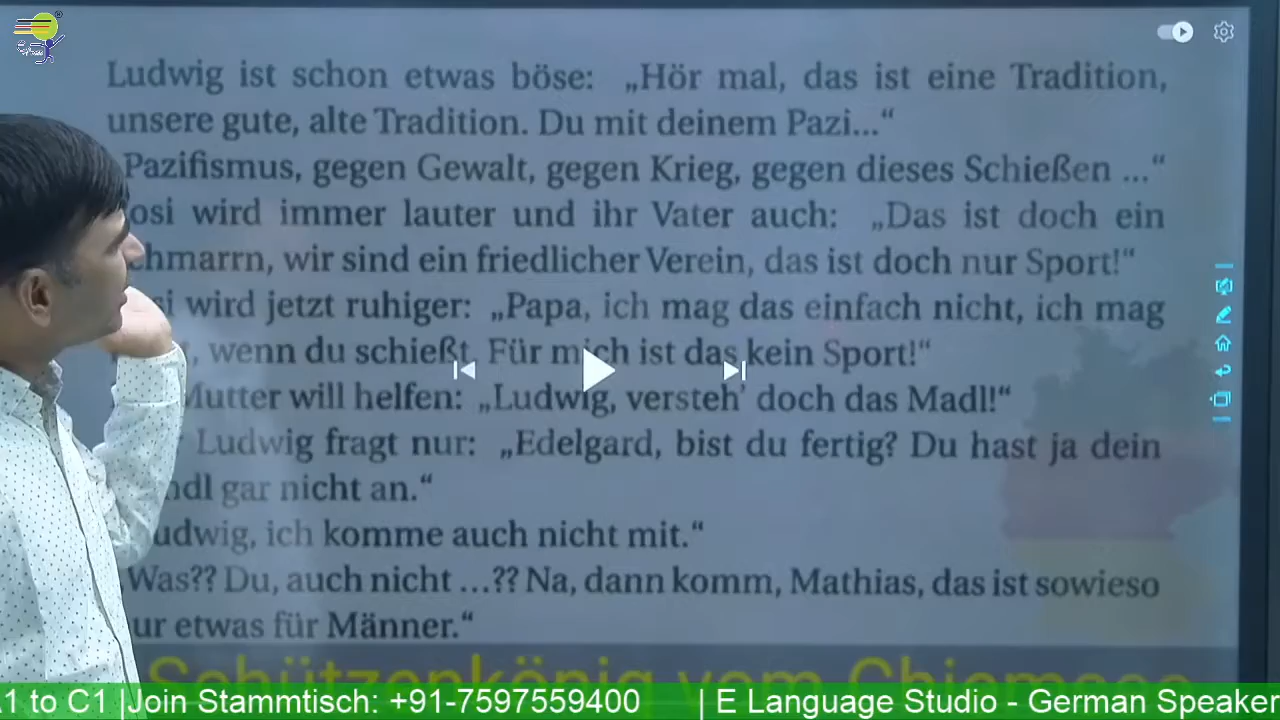 Ludwig ist schon etwas böse: „Hör mal, das ist eine Tradition,
unsere gute, alte Tradition. Du mit deinem Pazi...“
Pazifismus, gegen Gewalt, gegen Krieg, gegen dieses Schießen ...“
wird immer lauter und ihr Vater auch: „Das ist doch ein
wir sind ein friedlicher Verein, das ist doch nur Sport!“
wird jetzt ruhiger: „Papa, ich mag das einfach nicht, ich mag
wenn du schießt. Für mich ist das kein Sport!“
Mutter will helfen: „Ludwig, versteh’ doch das Madl!“
Ludwig fragt nur: „Edelgard, bist du fertig? Du hast ja dein
gar nicht an.“
Ludwig, ich komme auch nicht mit.“
Was?? Du, auch nicht ...?? Na, dann komm, Mathias, das ist sowieso
etwas für Männer.“
Schützenkönig vom Chiemsee
1 to C1 |Join Stammtisch: +91-7597559400 | E Language Studio - German Speaker